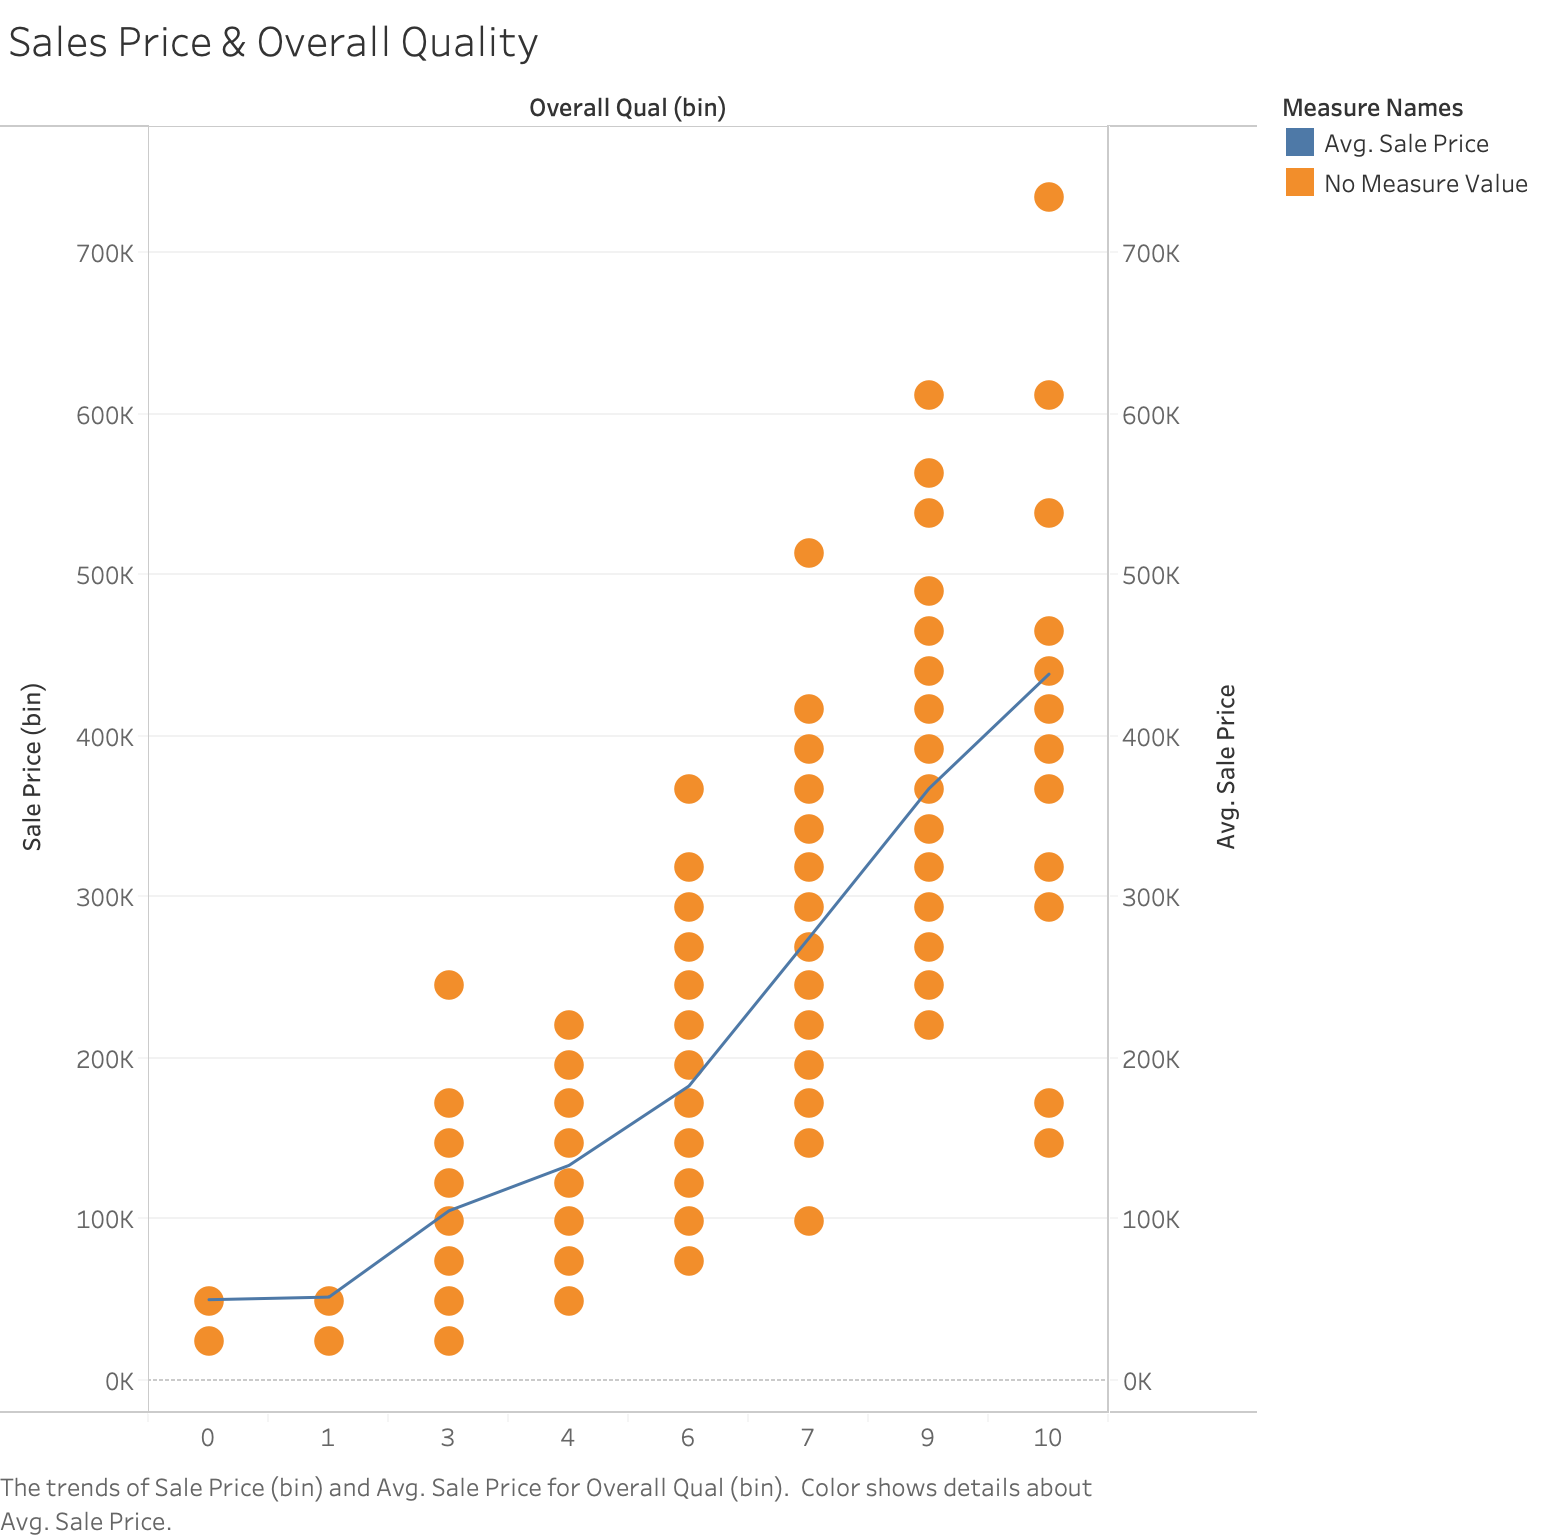 Sales Price & Overall Quality
Overall Qual (bin)
Measure Names
Avg. Sale Price
No Measure Value
700K
700K
600K
600K
500K
500K
400K
400K
300K
300K
200K
200K
100K
100K
0K
0K
Sale Price (bin)
Avg. Sale Price
0 1 3 4 6 7 9 10
The trends of Sale Price (bin) and Avg. Sale Price for Overall Qual (bin).  Color shows details about
Avg. Sale Price.